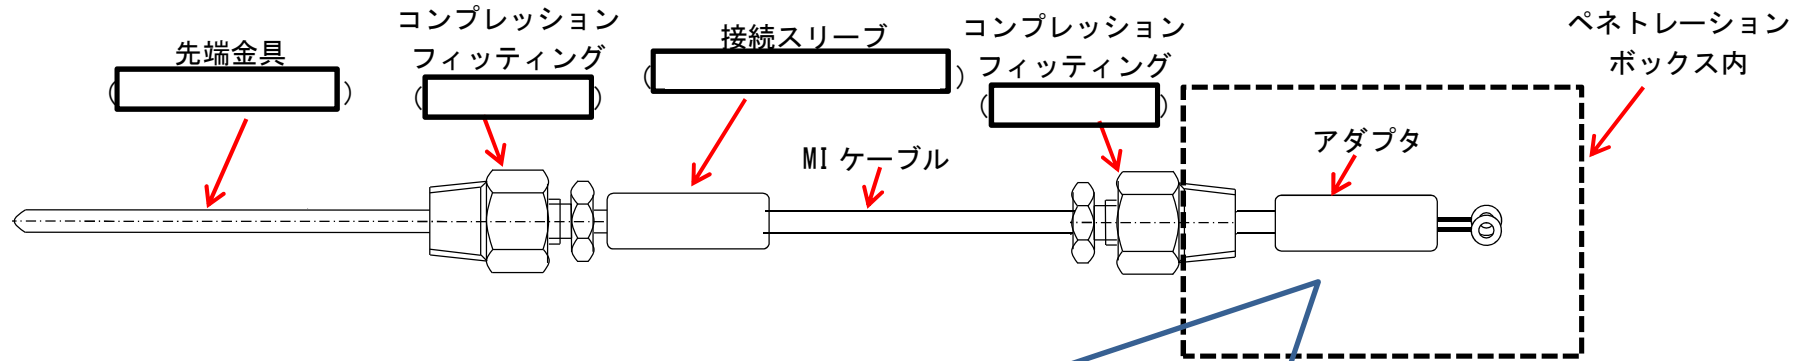 先端金具
コンプレッション
フィッティング
接続スリーブ
コンプレッション
フィッティング
ペネトレーション
ボックス内
MI ケーブル
アダプタ